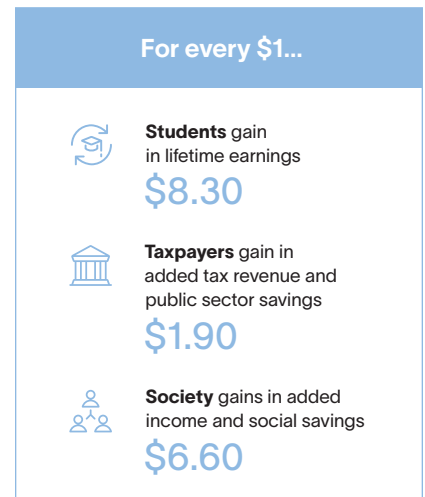 For every $1...
Students gain
in lifetime earnings
$8.30
Taxpayers gain in
added tax revenue and
public sector savings
$1.90
Society gains in added
income and social savings
$6.60